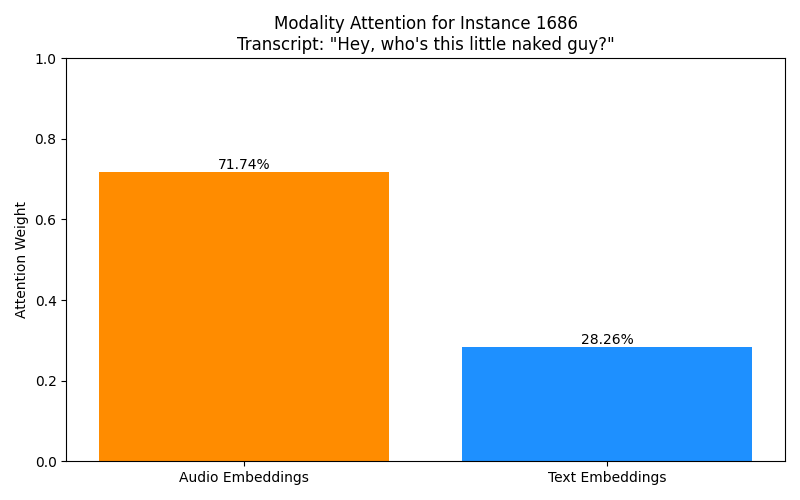 Modality Attention for Instance 1686
Transcript: "Hey, who's this little naked guy?"
1.0
0.8
0.6
0.4
0.2
0.0
Attention Weight
71.74%
28.26%
Audio Embeddings
Text Embeddings